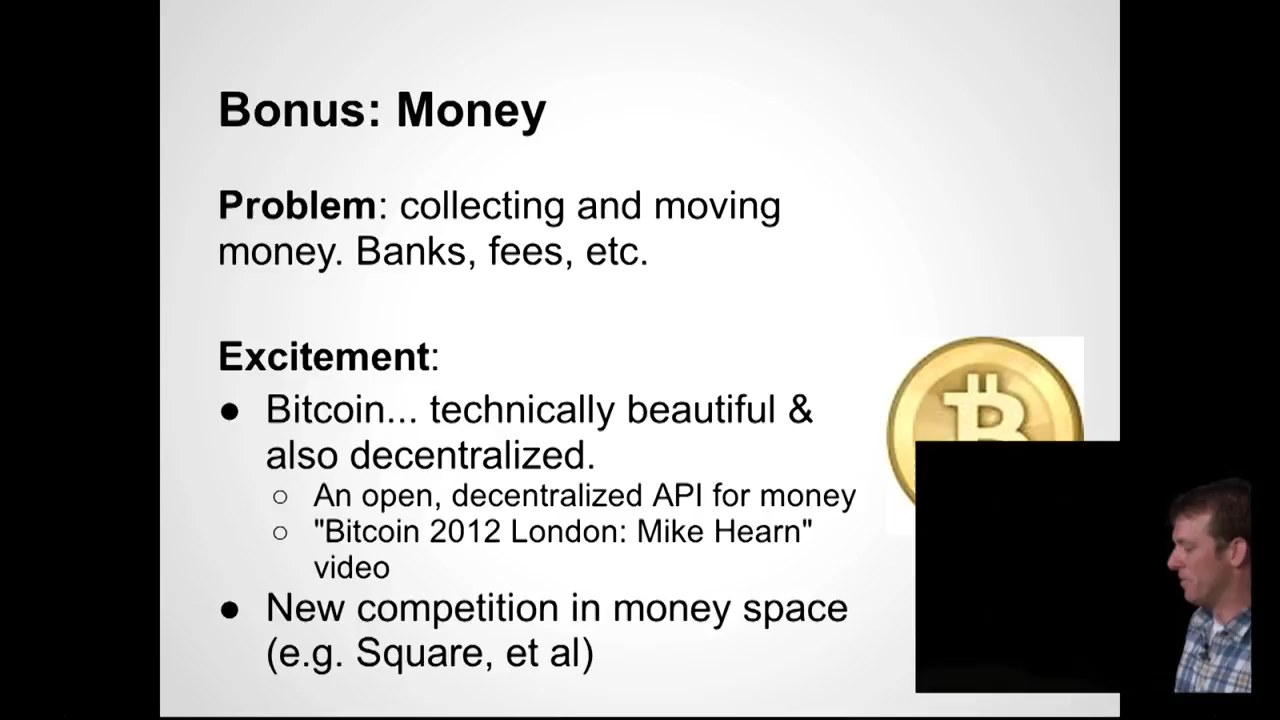 Bonus: Money
Problem: collecting and moving
money. Banks, fees, etc.
Excitement:
● Bitcoin... technically beautiful &
also decentralized.
○ An open, decentralized API for money
○ "Bitcoin 2012 London: Mike Hearn"
video
● New competition in money space
(e.g. Square, et al)